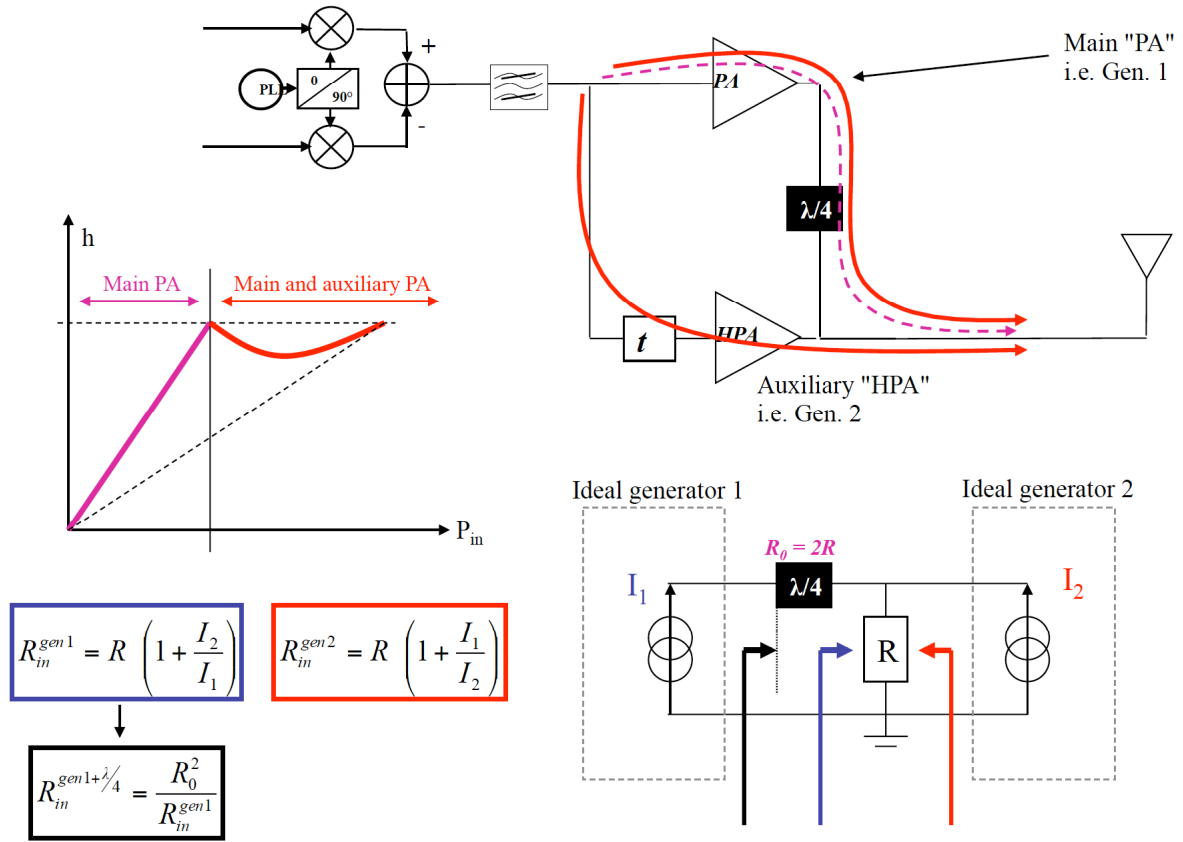 +
Main "PA"
i.e. Gen. 1
PA
0
90°
-
λ/4
h
Main PA
Main and auxiliary PA
t
HPA
Auxiliary "HPA"
i.e. Gen. 2
P_in
Ideal generator 1
Ideal generator 2
R_0 = 2R
λ/4
I_1
I_2
R
R_in^gen1 = R (1 + I_2/I_1)
R_in^gen2 = R (1 + I_1/I_2)
R_in^gen1+λ/4 = R_0^2/R_in^gen1